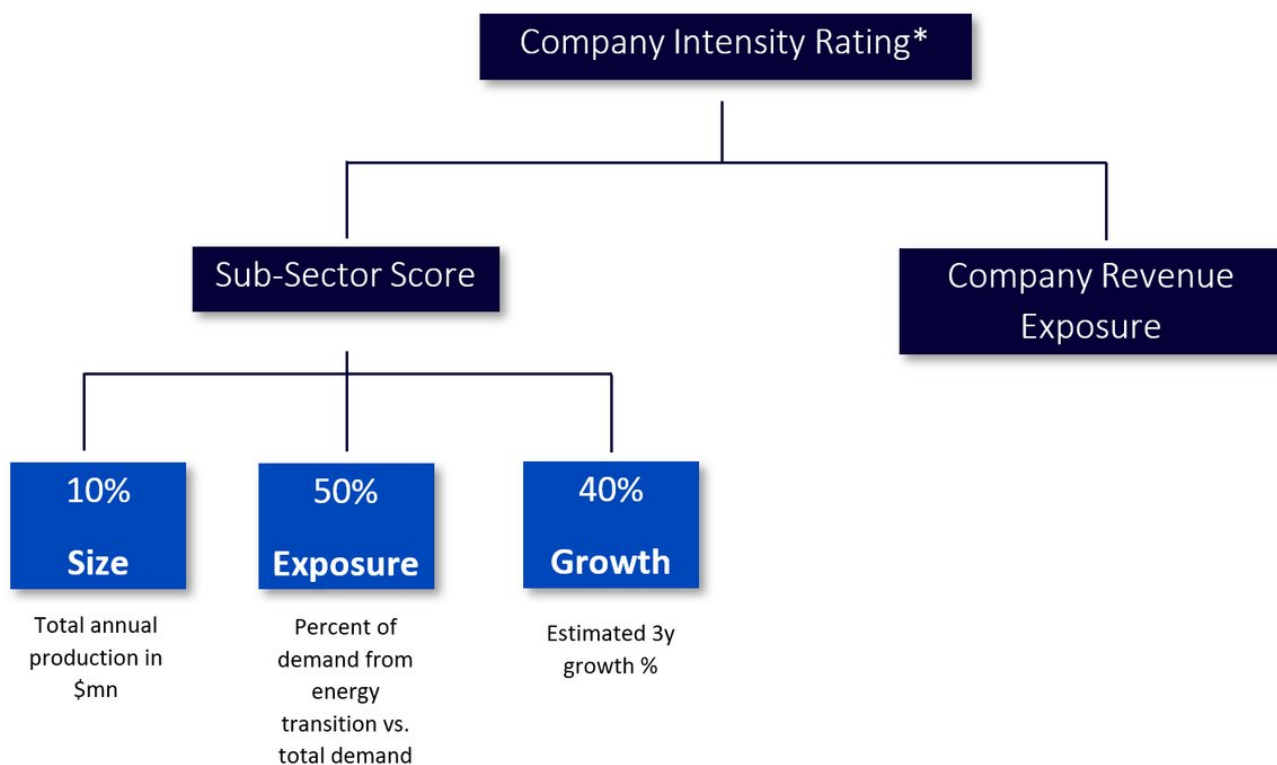 Company Intensity Rating*
Sub-Sector Score
Company Revenue
Exposure
10%
Size
Total annual
production in
$mn
50%
Exposure
Percent of
demand from
energy
transition vs.
total demand
40%
Growth
Estimated 3y
growth %